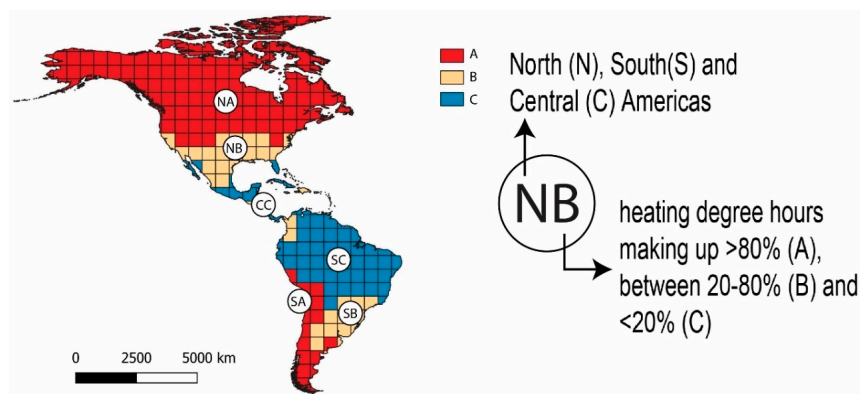 A
B
C
North (N), South(S) and
Central (C) Americas
NA
NB
CC
SC
SA
SB
NB
heating degree hours
making up >80% (A),
between 20-80% (B) and
<20% (C)
0 2500 5000 km